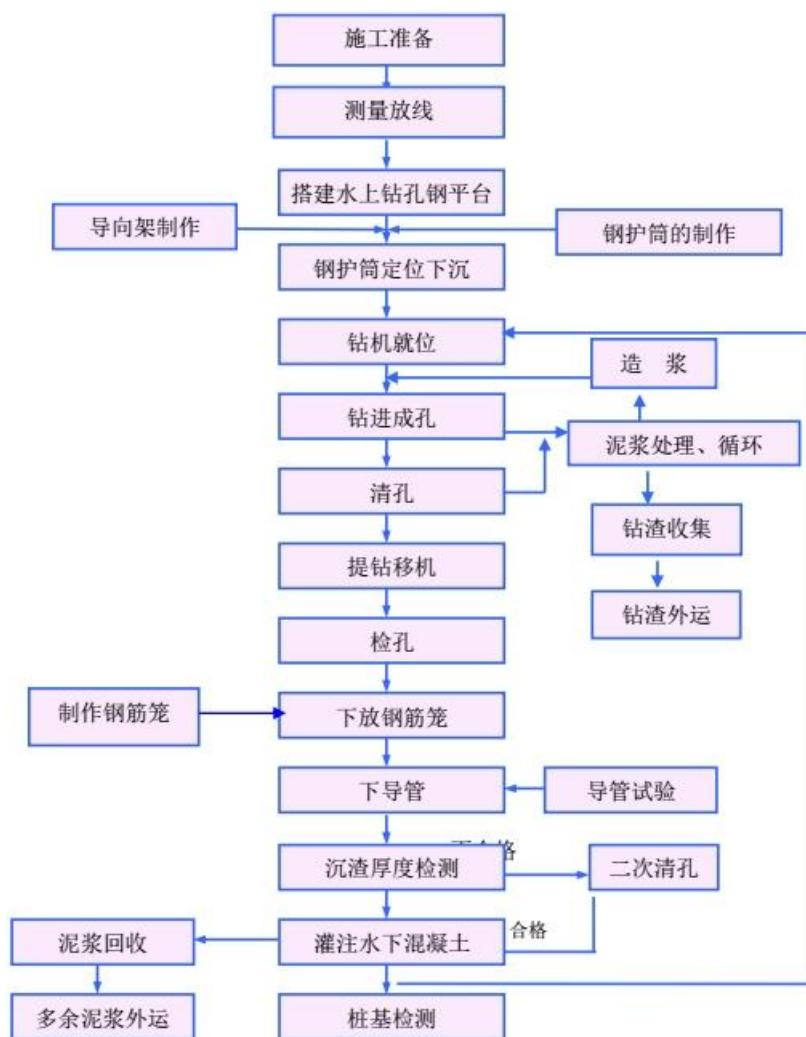 施工准备
测量放线
搭建水上钻孔钢平台
导向架制作
钢护筒的制作
钢护筒定位下沉
钻机就位
造 浆
钻进成孔
泥浆处理、循环
清孔
钻渣收集
提钻移机
钻渣外运
检孔
制作钢筋笼
下放钢筋笼
下导管
导管试验
合格
沉渣厚度检测
二次清孔
泥浆回收
灌注水下混凝土
合格
多余泥浆外运
桩基检测